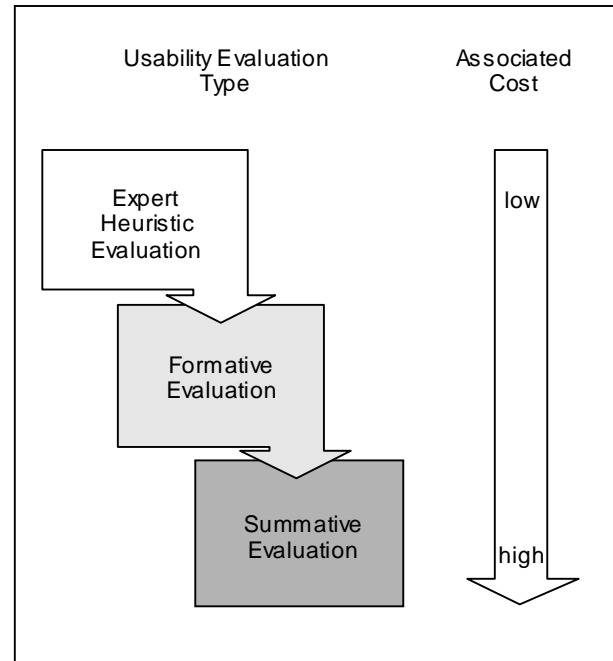 Usability Evaluation
Type
Associated
Cost
Expert
Heuristic
Evaluation
low
Formative
Evaluation
Summative
Evaluation
high